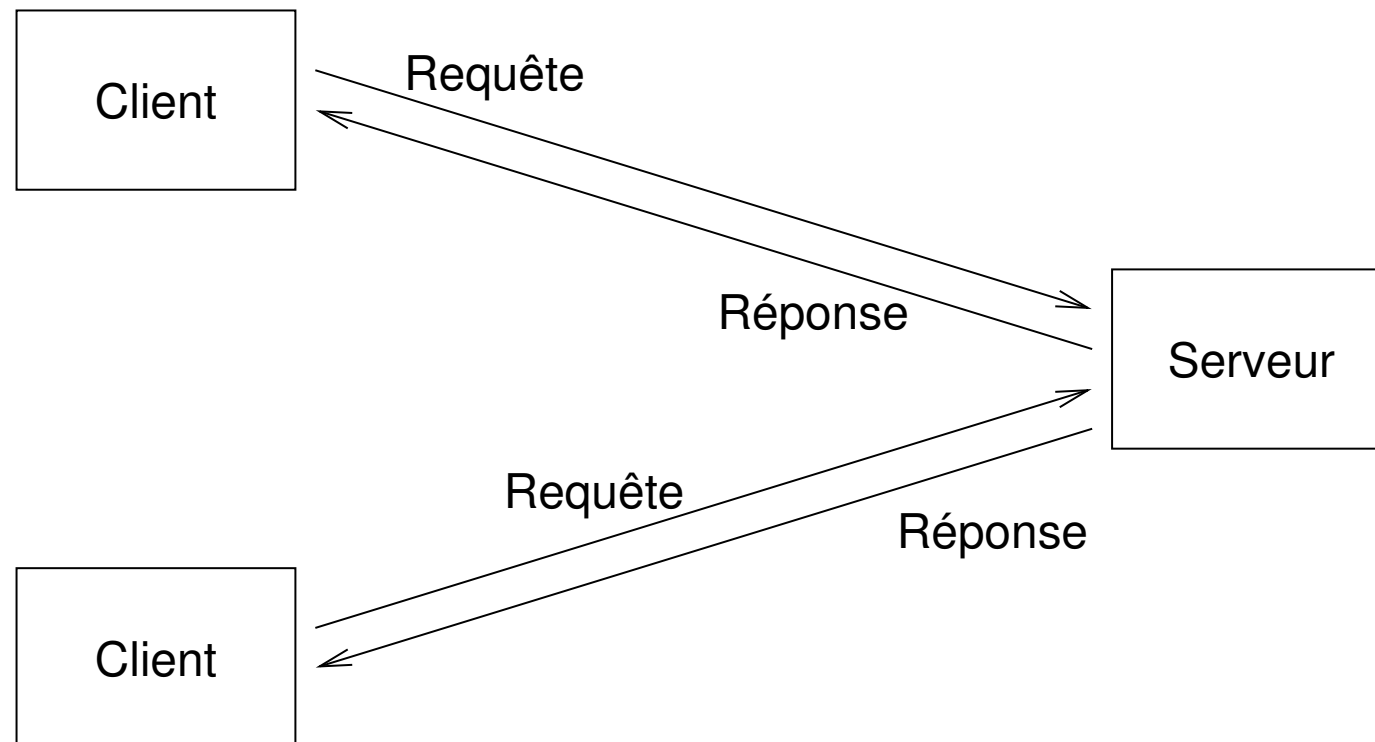 Client
Requête
Réponse
Serveur
Requête
Réponse
Client